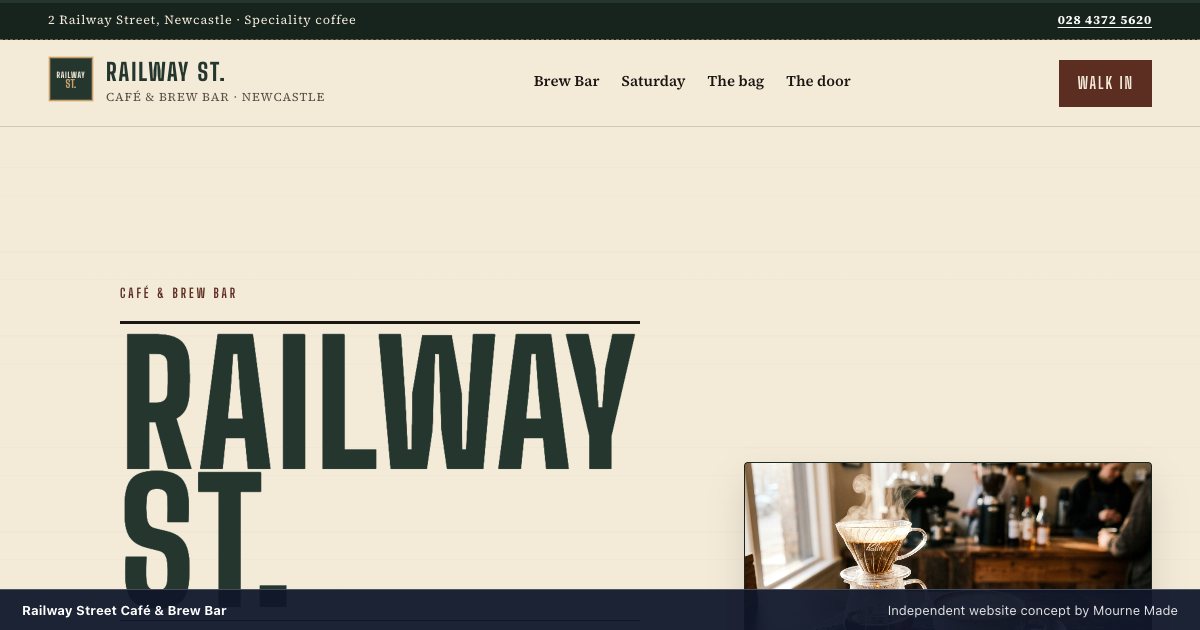 2 Railway Street, Newcastle · Speciality coffee
028 4372 5620
RAILWAY
ST.
RAILWAY ST.
CAFÉ & BREW BAR · NEWCASTLE
Brew Bar
Saturday
The bag
The door
WALK IN
CAFÉ & BREW BAR
RAILWAY
ST.
Railway Street Café & Brew Bar
Independent website concept by Mourne Made